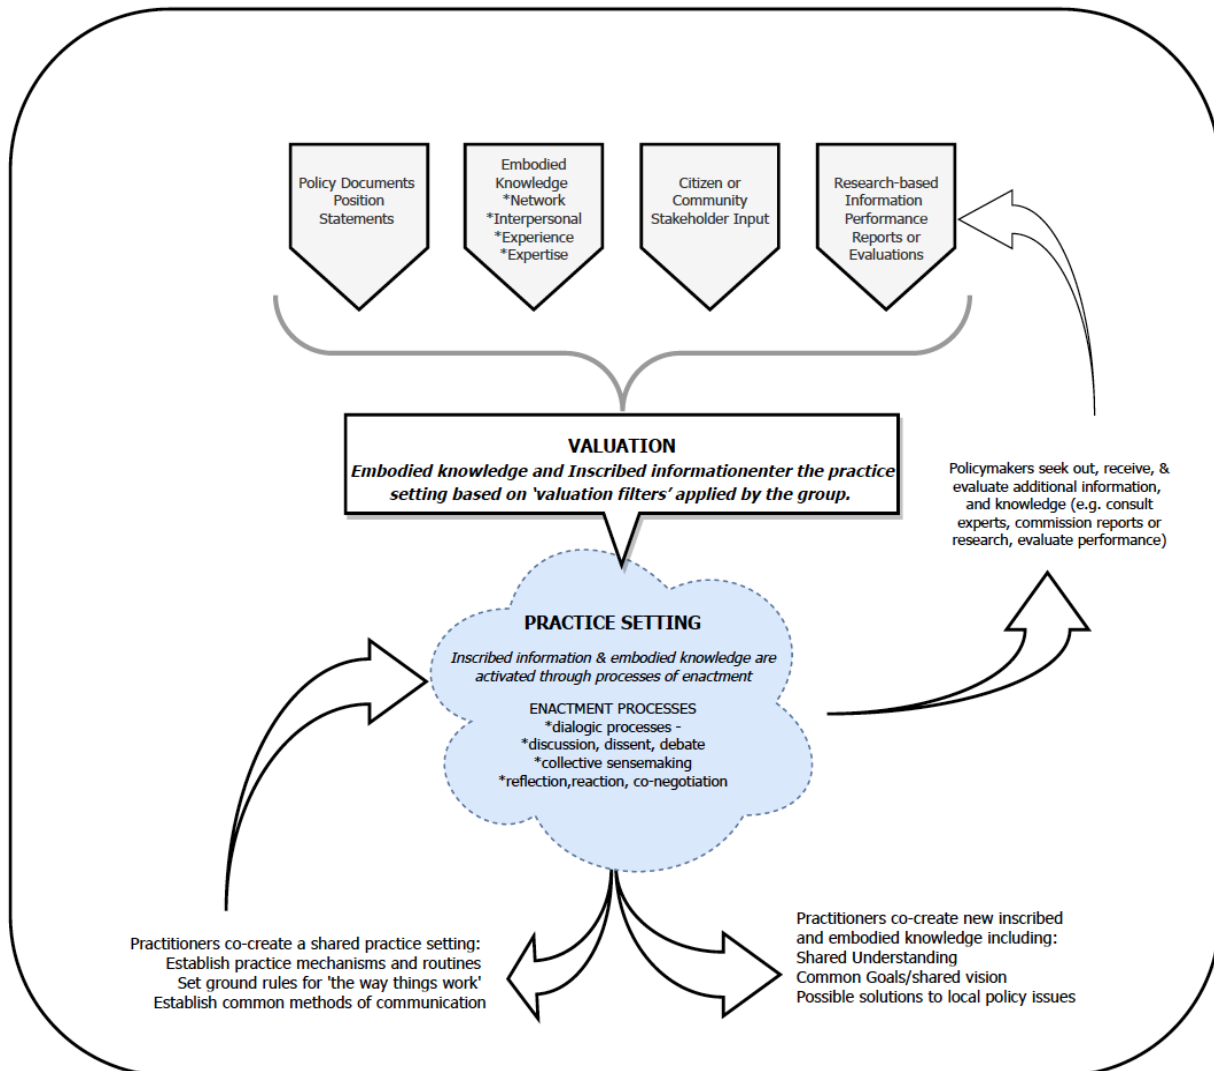 Policy Documents
Position
Statements
Embodied
Knowledge
*Network
*Interpersonal
*Experience
*Expertise
Citizen or
Community
Stakeholder Input
Research-based
Information
Performance
Reports or
Evaluations
VALUATION
Embodied knowledge and Inscribed informationenter the practice
setting based on ‘valuation filters’ applied by the group.
Policymakers seek out, receive, &
evaluate additional information,
and knowledge (e.g. consult
experts, commission reports or
research, evaluate performance)
PRACTICE SETTING
Inscribed information & embodied knowledge are
activated through processes of enactment
ENACTMENT PROCESSES
*dialogic processes -
*discussion, dissent, debate
*collective sensemaking
*reflection,reaction, co-negotiation
Practitioners co-create a shared practice setting:
Establish practice mechanisms and routines
Set ground rules for 'the way things work'
Establish common methods of communication
Practitioners co-create new inscribed
and embodied knowledge including:
Shared Understanding
Common Goals/shared vision
Possible solutions to local policy issues